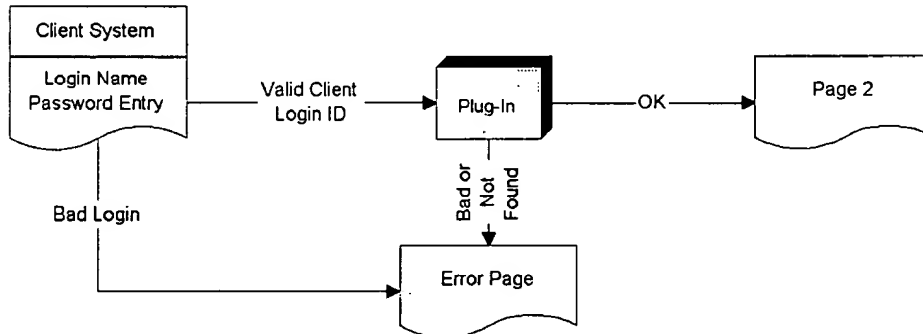 Client System
Login Name
Password Entry
Valid Client
Login ID
Plug-In
OK
Page 2
Bad or
Not
Found
Bad Login
Error Page